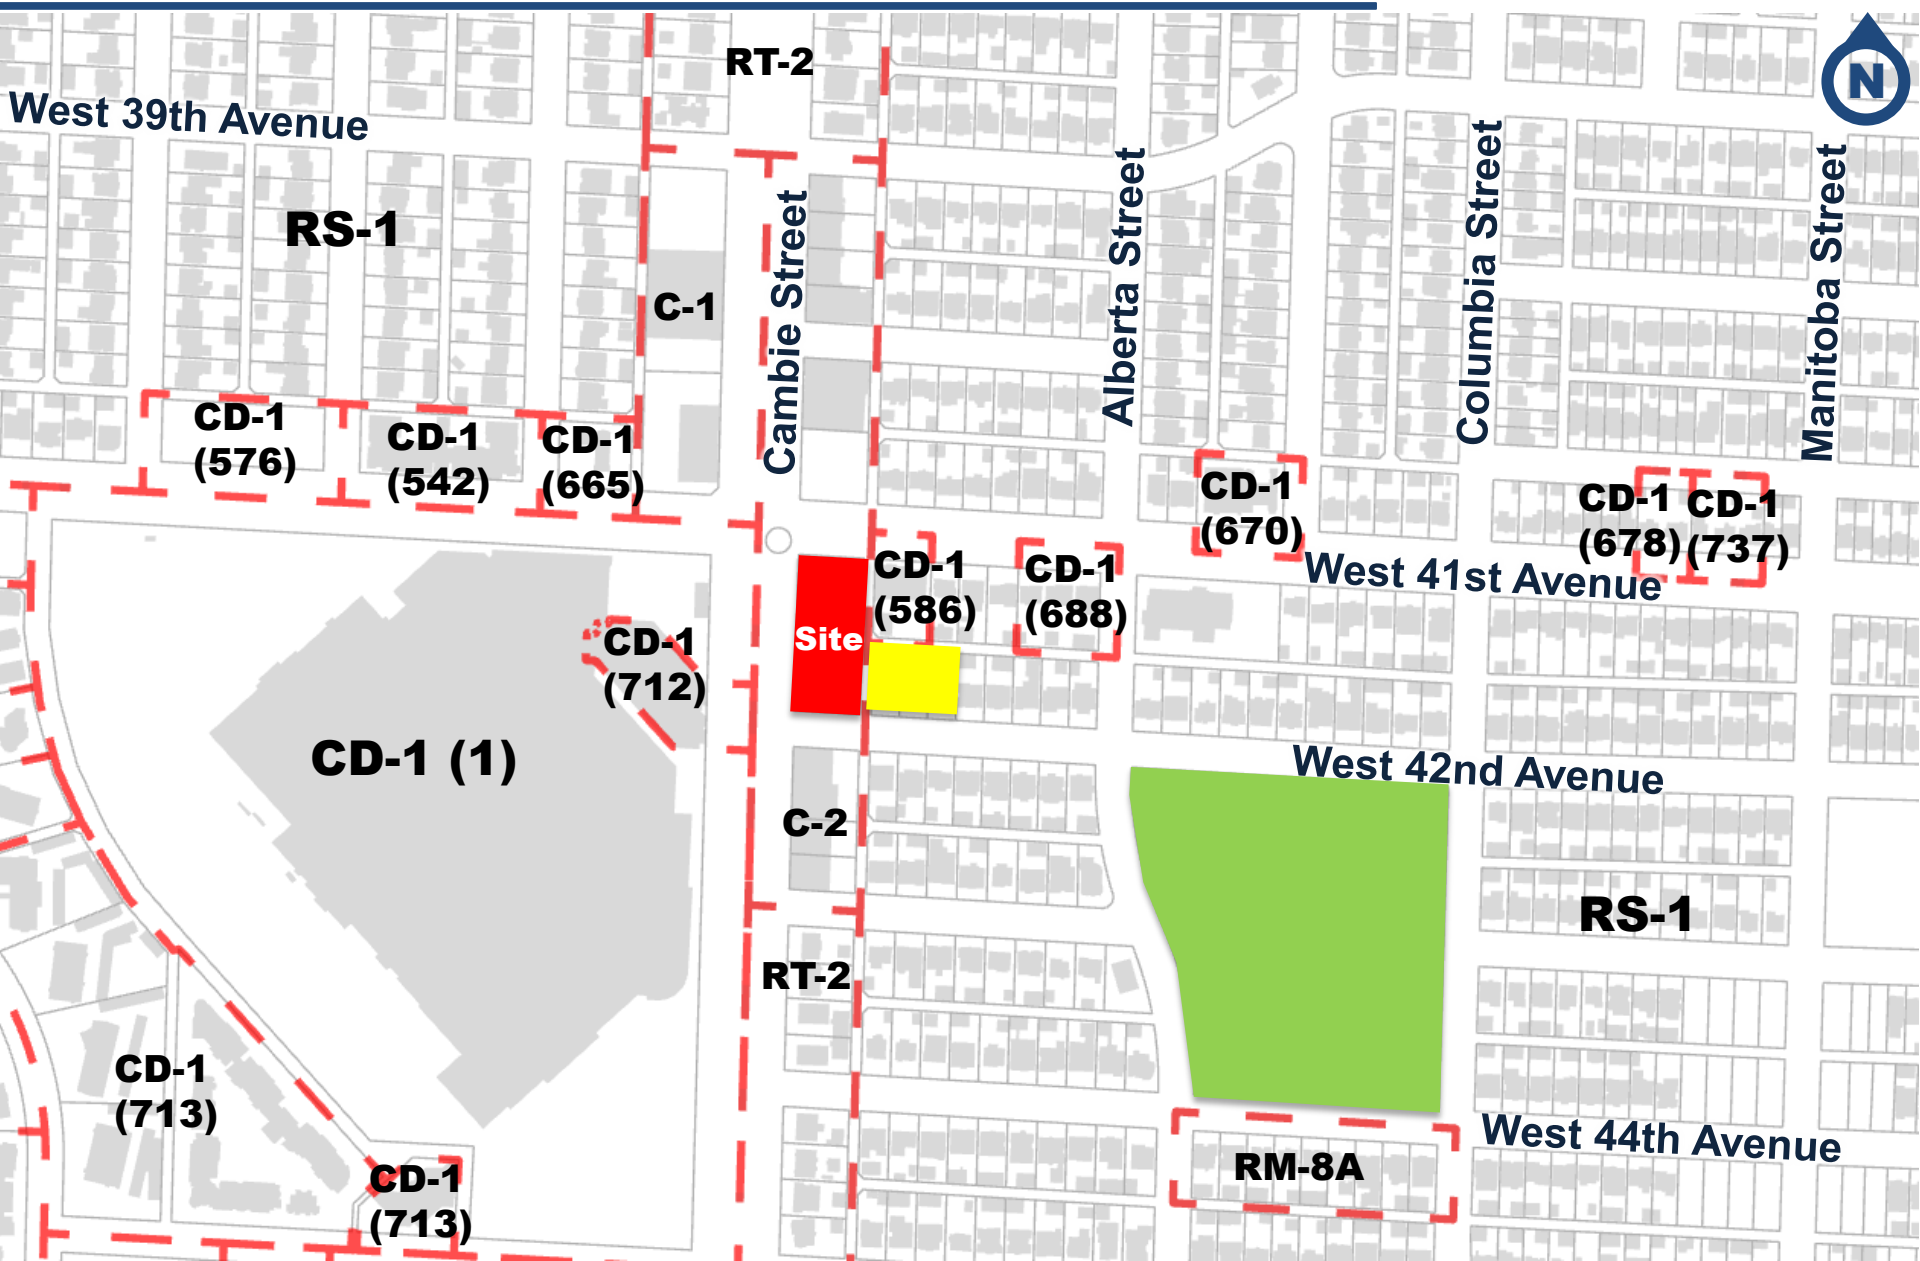 N
RT-2
West 39th Avenue
RS-1
C-1
Cambie Street
Alberta Street
Columbia Street
Manitoba Street
CD-1
(576)
CD-1
(542)
CD-1
(665)
CD-1
(670)
CD-1
(678)
CD-1
(737)
CD-1
(586)
CD-1
(688)
West 41st Avenue
Site
CD-1
(712)
CD-1 (1)
West 42nd Avenue
C-2
RS-1
RT-2
CD-1
(713)
CD-1
(713)
RM-8A
West 44th Avenue